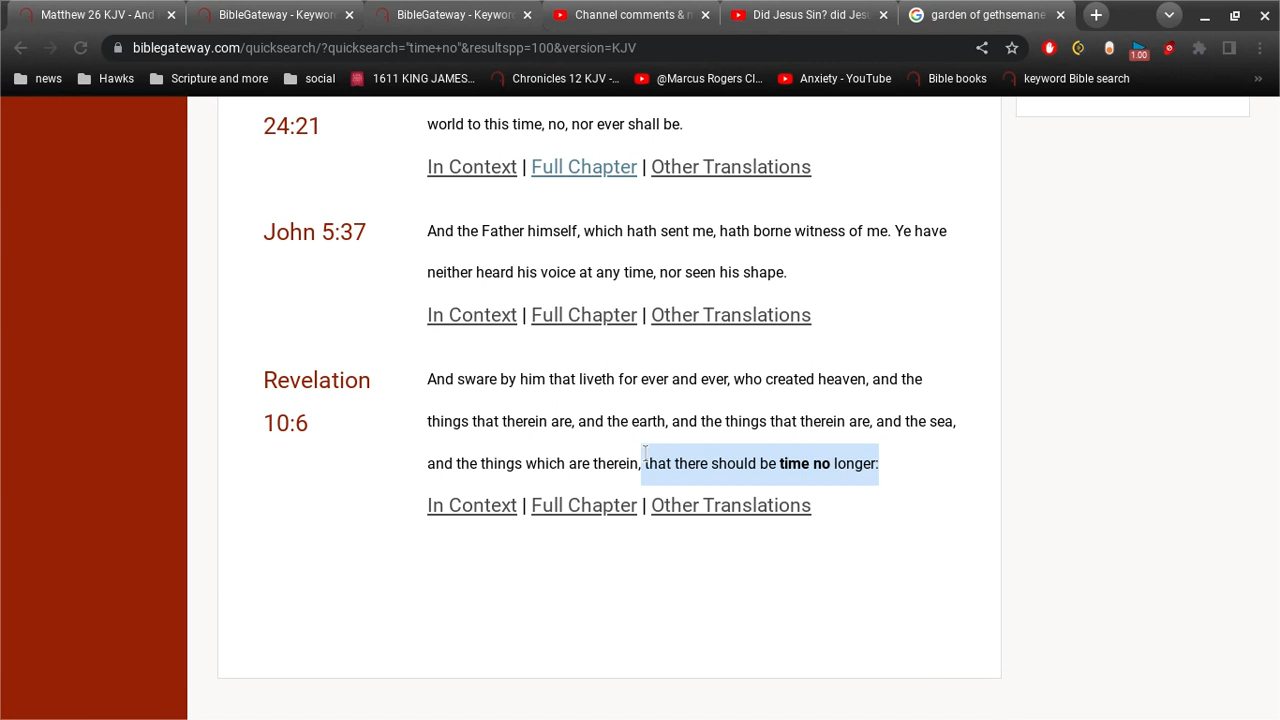 Matthew 26 KJV - And
BibleGateway - Keywor
BibleGateway - Keywor
Channel comments & m
Did Jesus Sin? did Jesu
garden of gethsemane
biblegateway.com/quicksearch/?quicksearch="time+no"&resultspp=100&version=KJV
1.00
news
Hawks
Scripture and more
social
1611 KING JAMES...
Chronicles 12 KJV -...
@Marcus Rogers Cl...
Anxiety - YouTube
Bible books
keyword Bible search
»
24:21
world to this time, no, nor ever shall be.
In Context | Full Chapter | Other Translations
John 5:37
And the Father himself, which hath sent me, hath borne witness of me. Ye have
neither heard his voice at any time, nor seen his shape.
In Context | Full Chapter | Other Translations
Revelation
10:6
And sware by him that liveth for ever and ever, who created heaven, and the
things that therein are, and the earth, and the things that therein are, and the sea,
and the things which are therein, that there should be time no longer:
In Context | Full Chapter | Other Translations